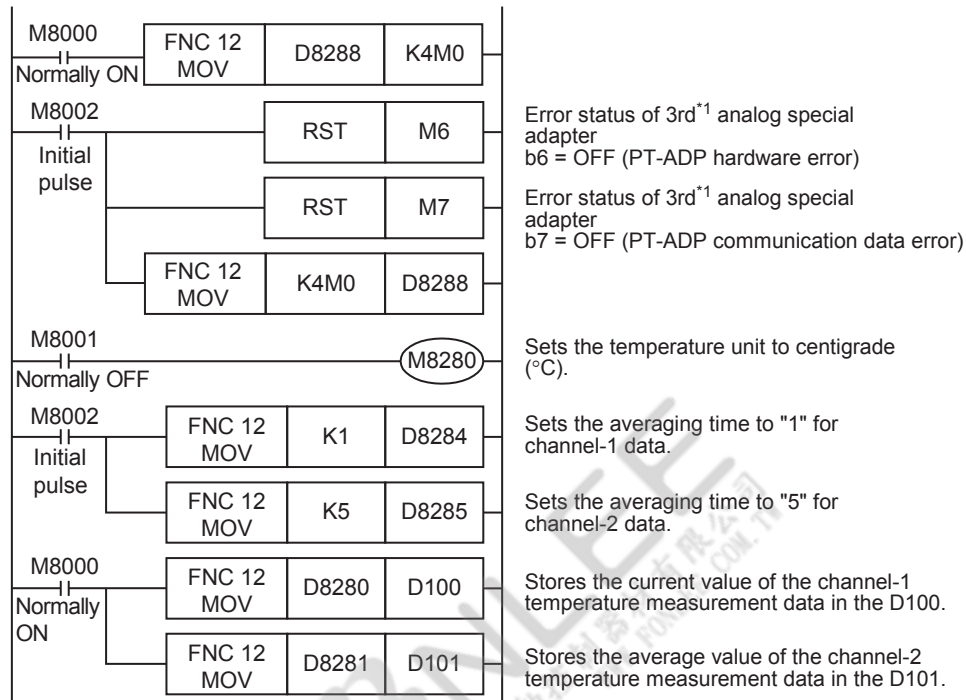 M8000
Normally ON
FNC 12 MOV D8288 K4M0
M8002
Initial pulse
RST M6
Error status of 3rd*1 analog special
adapter
b6 = OFF (PT-ADP hardware error)
RST M7
Error status of 3rd*1 analog special
adapter
b7 = OFF (PT-ADP communication data error)
FNC 12 MOV K4M0 D8288
M8001
Normally OFF
M8280
Sets the temperature unit to centigrade
(°C).
M8002
Initial pulse
FNC 12 MOV K1 D8284
Sets the averaging time to "1" for
channel-1 data.
FNC 12 MOV K5 D8285
Sets the averaging time to "5" for
channel-2 data.
M8000
Normally ON
FNC 12 MOV D8280 D100
Stores the current value of the channel-1
temperature measurement data in the D100.
FNC 12 MOV D8281 D101
Stores the average value of the channel-2
temperature measurement data in the D101.